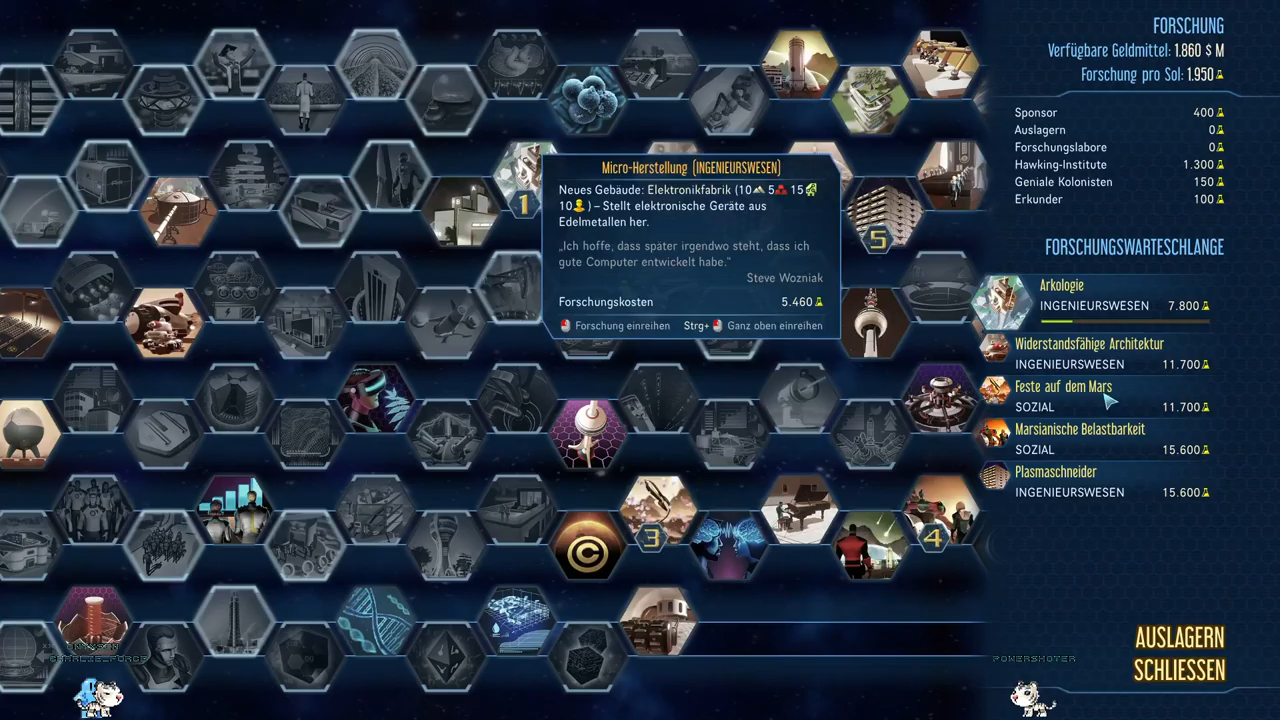 FORSCHUNG
Verfügbare Geldmittel: 1.860 $ M
Forschung pro Sol: 1.950
Sponsor 400
Auslagern 0
Forschungslabore 0
Hawking-Institute 1.300
Geniale Kolonisten 150
Erkunder 100
FORSCHUNGSWARTESCHLANGE
Arkologie
INGENIEURSWESEN 7.800
Widerstandsfähige Architektur
INGENIEURSWESEN 11.700
Feste auf dem Mars
SOZIAL 11.700
Marsianische Belastbarkeit
SOZIAL 15.600
Plasmaschneider
INGENIEURSWESEN 15.600
Micro-Herstellung (INGENIEURSWESEN)
Neues Gebäude: Elektronikfabrik (10 5 15
10 ) – Stellt elektronische Geräte aus
Edelmetallen her.
„Ich hoffe, dass später irgendwo steht, dass ich
gute Computer entwickelt habe.“
Steve Wozniak
Forschungskosten 5.460
Forschung einreihen Strg+ Ganz oben einreihen
1
5
3
4
©
POWERSHOTER
AUSLAGERN
SCHLIESSEN